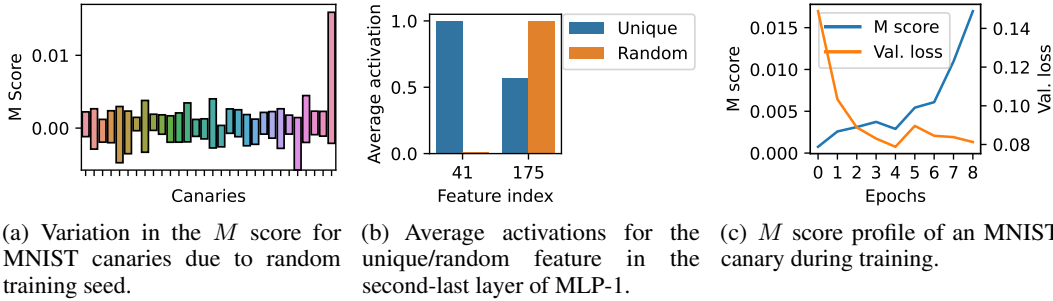 M Score
0.01
0.00
Canaries
Average activation
1.0
0.5
0.0
41
175
Feature index
Unique
Random
M score
0.015
0.010
0.005
0.000
M score
Val. loss
0 1 2 3 4 5 6 7 8
Epochs
0.14
0.12
0.10
0.08
Val. loss
(a) Variation in the M score for
MNIST canaries due to random
training seed.
(b) Average activations for the
unique/random feature in the
second-last layer of MLP-1.
(c) M score profile of an MNIST
canary during training.